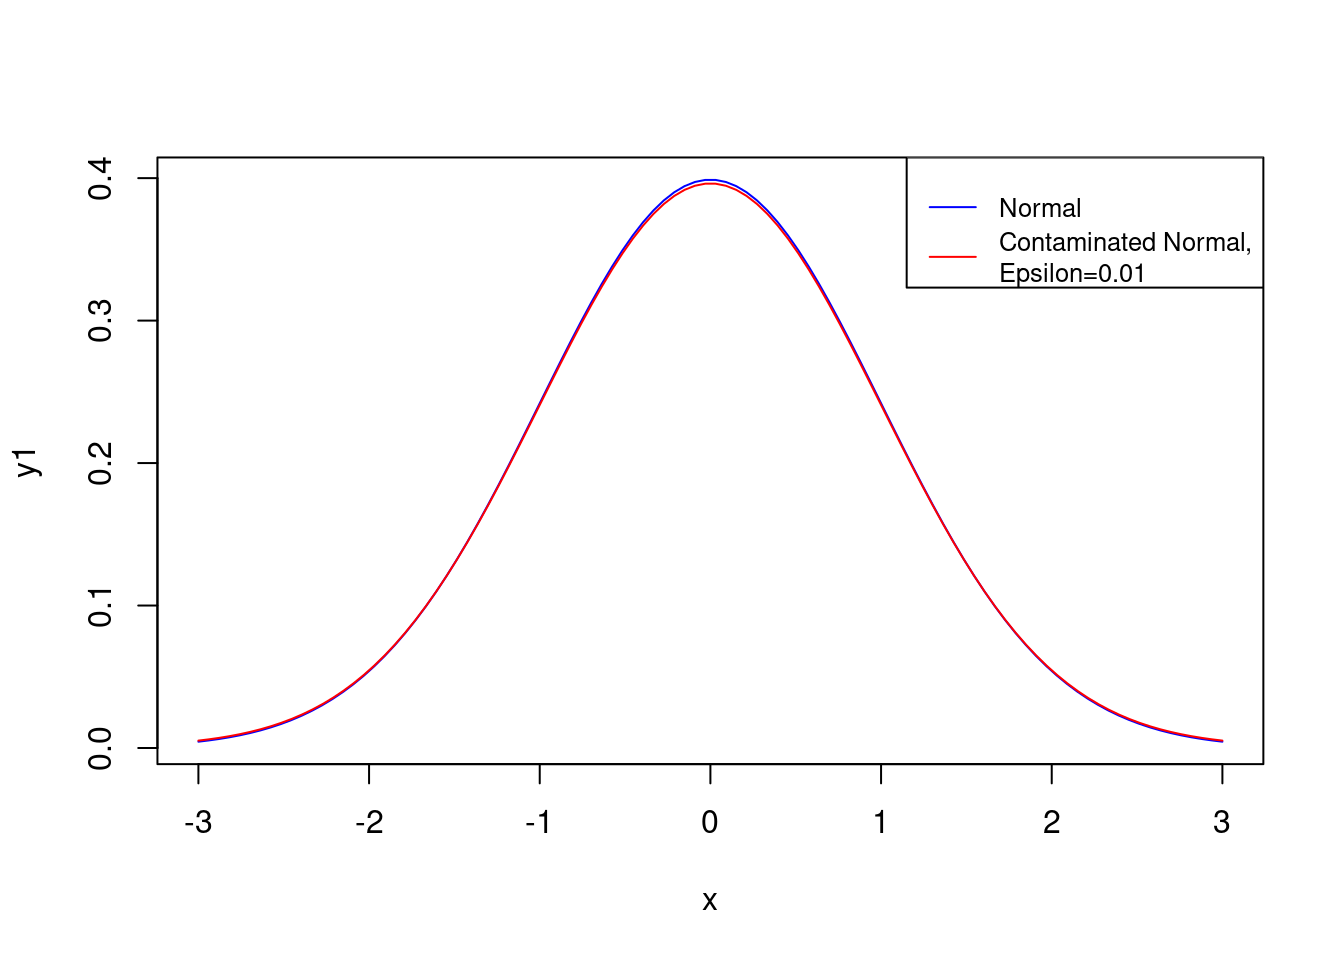 Normal
Contaminated Normal,
Epsilon=0.01
y1
0.4
0.3
0.2
0.1
0.0
-3 -2 -1 0 1 2 3
x